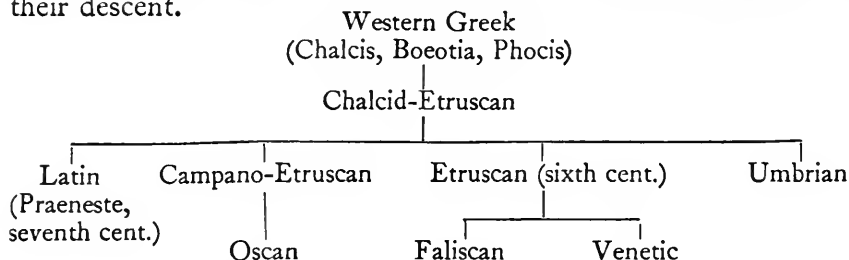 their descent.
Western Greek
(Chalcis, Boeotia, Phocis)
Chalcid-Etruscan
Latin Campano-Etruscan Etruscan (sixth cent.) Umbrian
(Praeneste,
seventh cent.)
Oscan Faliscan Venetic